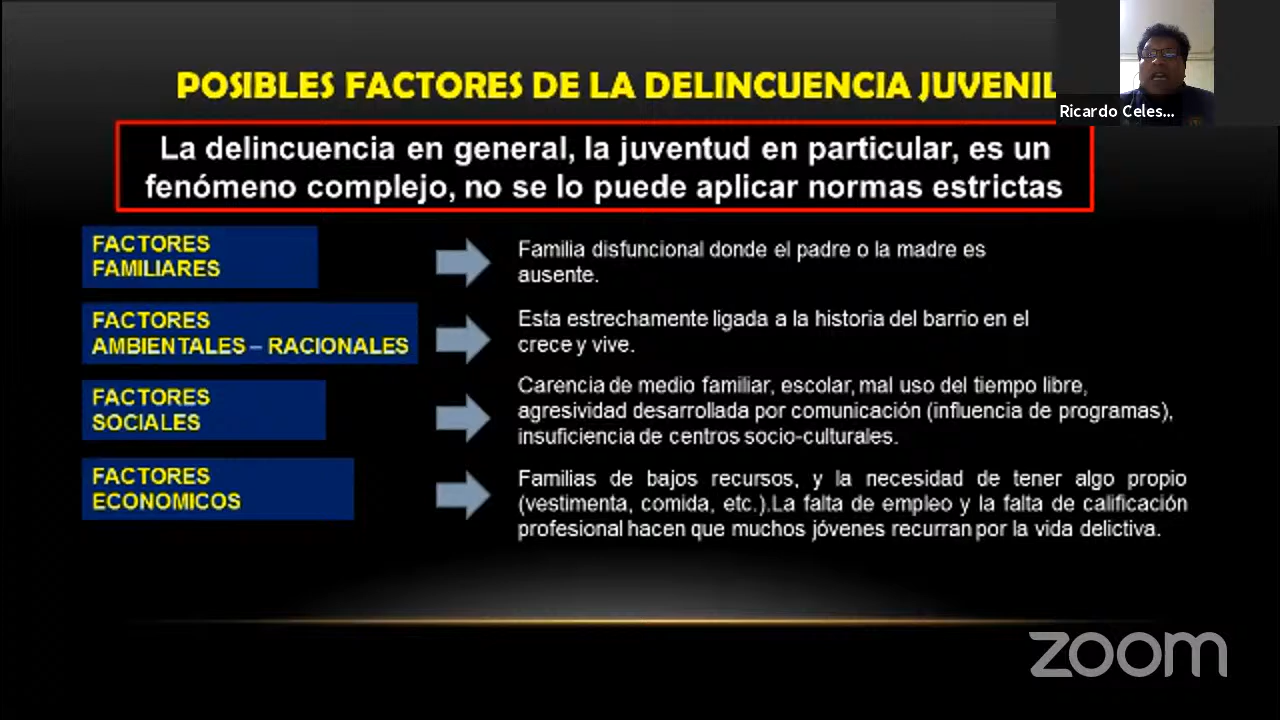 POSIBLES FACTORES DE LA DELINCUENCIA JUVENIL
Ricardo Celes...
La delincuencia en general, la juventud en particular, es un
fenómeno complejo, no se lo puede aplicar normas estrictas
FACTORES
FAMILIARES
Familia disfuncional donde el padre o la madre es
ausente.
FACTORES
AMBIENTALES – RACIONALES
Esta estrechamente ligada a la historia del barrio en el
crece y vive.
FACTORES
SOCIALES
Carencia de medio familiar, escolar, mal uso del tiempo libre,
agresividad desarrollada por comunicación (influencia de programas),
insuficiencia de centros socio-culturales.
FACTORES
ECONOMICOS
Familias de bajos recursos, y la necesidad de tener algo propio
(vestimenta, comida, etc.).La falta de empleo y la falta de calificación
profesional hacen que muchos jóvenes recurran por la vida delictiva.
zoom